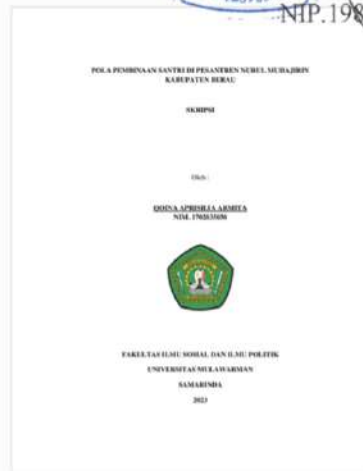 NIP.198
POLA PEMBINAAN SANTRI DI PESANTREN NURUL MUHAJIRIN
KABUPATEN BERAU
SKRIPSI
Oleh :
APRISILIA ARMITA
NIM.
FAKULTAS ILMU SOSIAL DAN ILMU POLITIK
UNIVERSITAS MULAWARMAN
SAMARINDA
2023